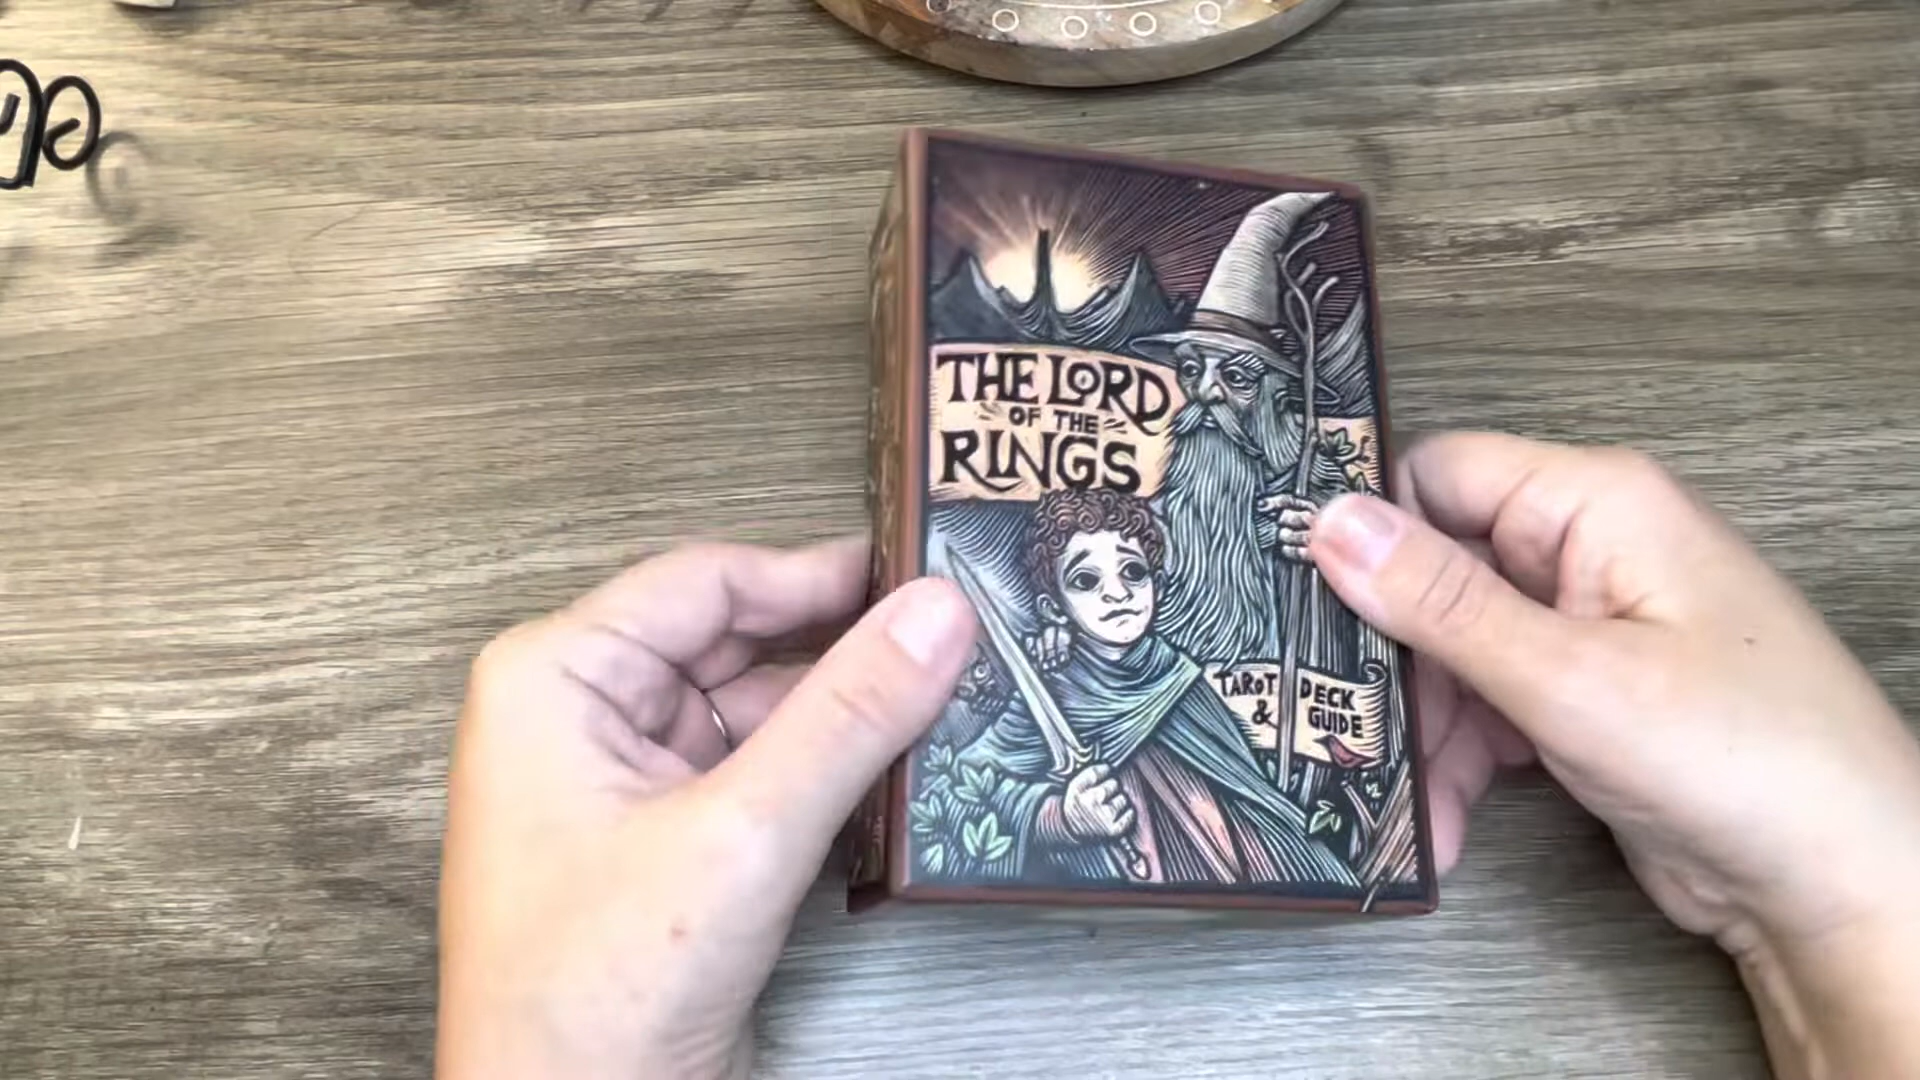 THE LORD
OF THE
RINGS
TAROT DECK
& GUIDE